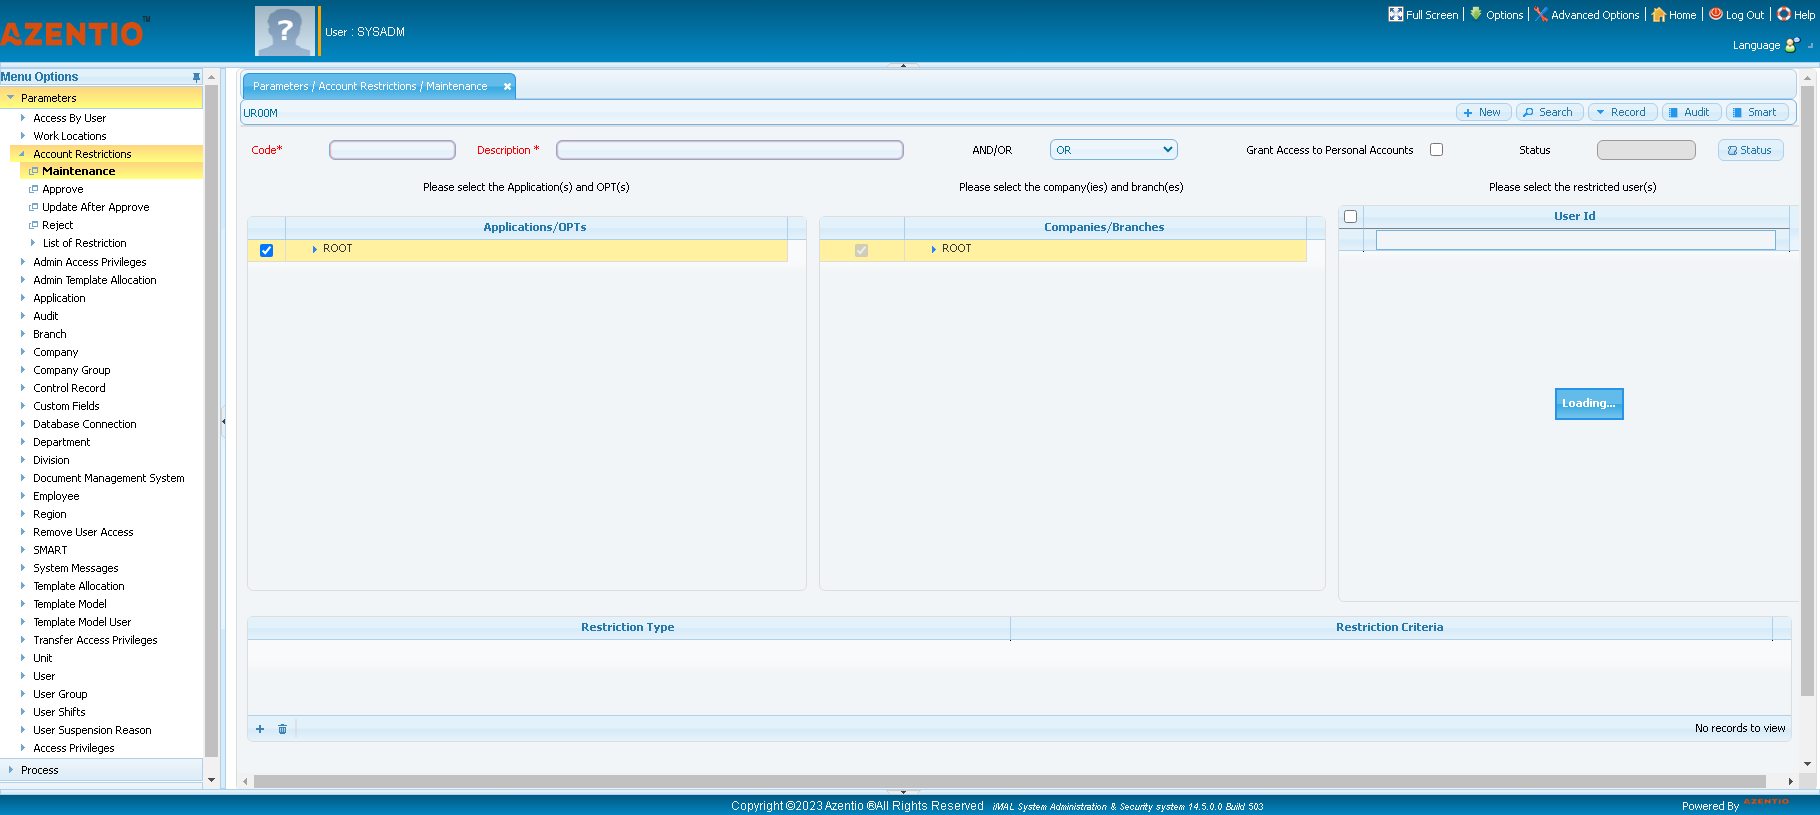 AZENTIO™
User : SYSADM
Full Screen
Options
Advanced Options
Home
Log Out
Help
Language
Menu Options
Parameters
Access By User
Work Locations
Account Restrictions
Maintenance
Approve
Update After Approve
Reject
List of Restriction
Admin Access Privileges
Admin Template Allocation
Application
Audit
Branch
Company
Company Group
Control Record
Custom Fields
Database Connection
Department
Division
Document Management System
Employee
Region
Remove User Access
SMART
System Messages
Template Allocation
Template Model
Template Model User
Transfer Access Privileges
Unit
User
User Group
User Shifts
User Suspension Reason
Access Privileges
Process
Parameters / Account Restrictions / Maintenance
UR00M
New
Search
Record
Audit
Smart
Code*
Description *
AND/OR
OR
Grant Access to Personal Accounts
Status
Status
Please select the Application(s) and OPT(s)
Please select the company(ies) and branch(es)
Please select the restricted user(s)
Applications/OPTs
ROOT
Companies/Branches
ROOT
User Id
Loading...
Restriction Type
Restriction Criteria
No records to view
Copyright ©2023 Azentio ®All Rights Reserved iMAL System Administration & Security system 14.5.0.0 Build 503
Powered By AZENTIO